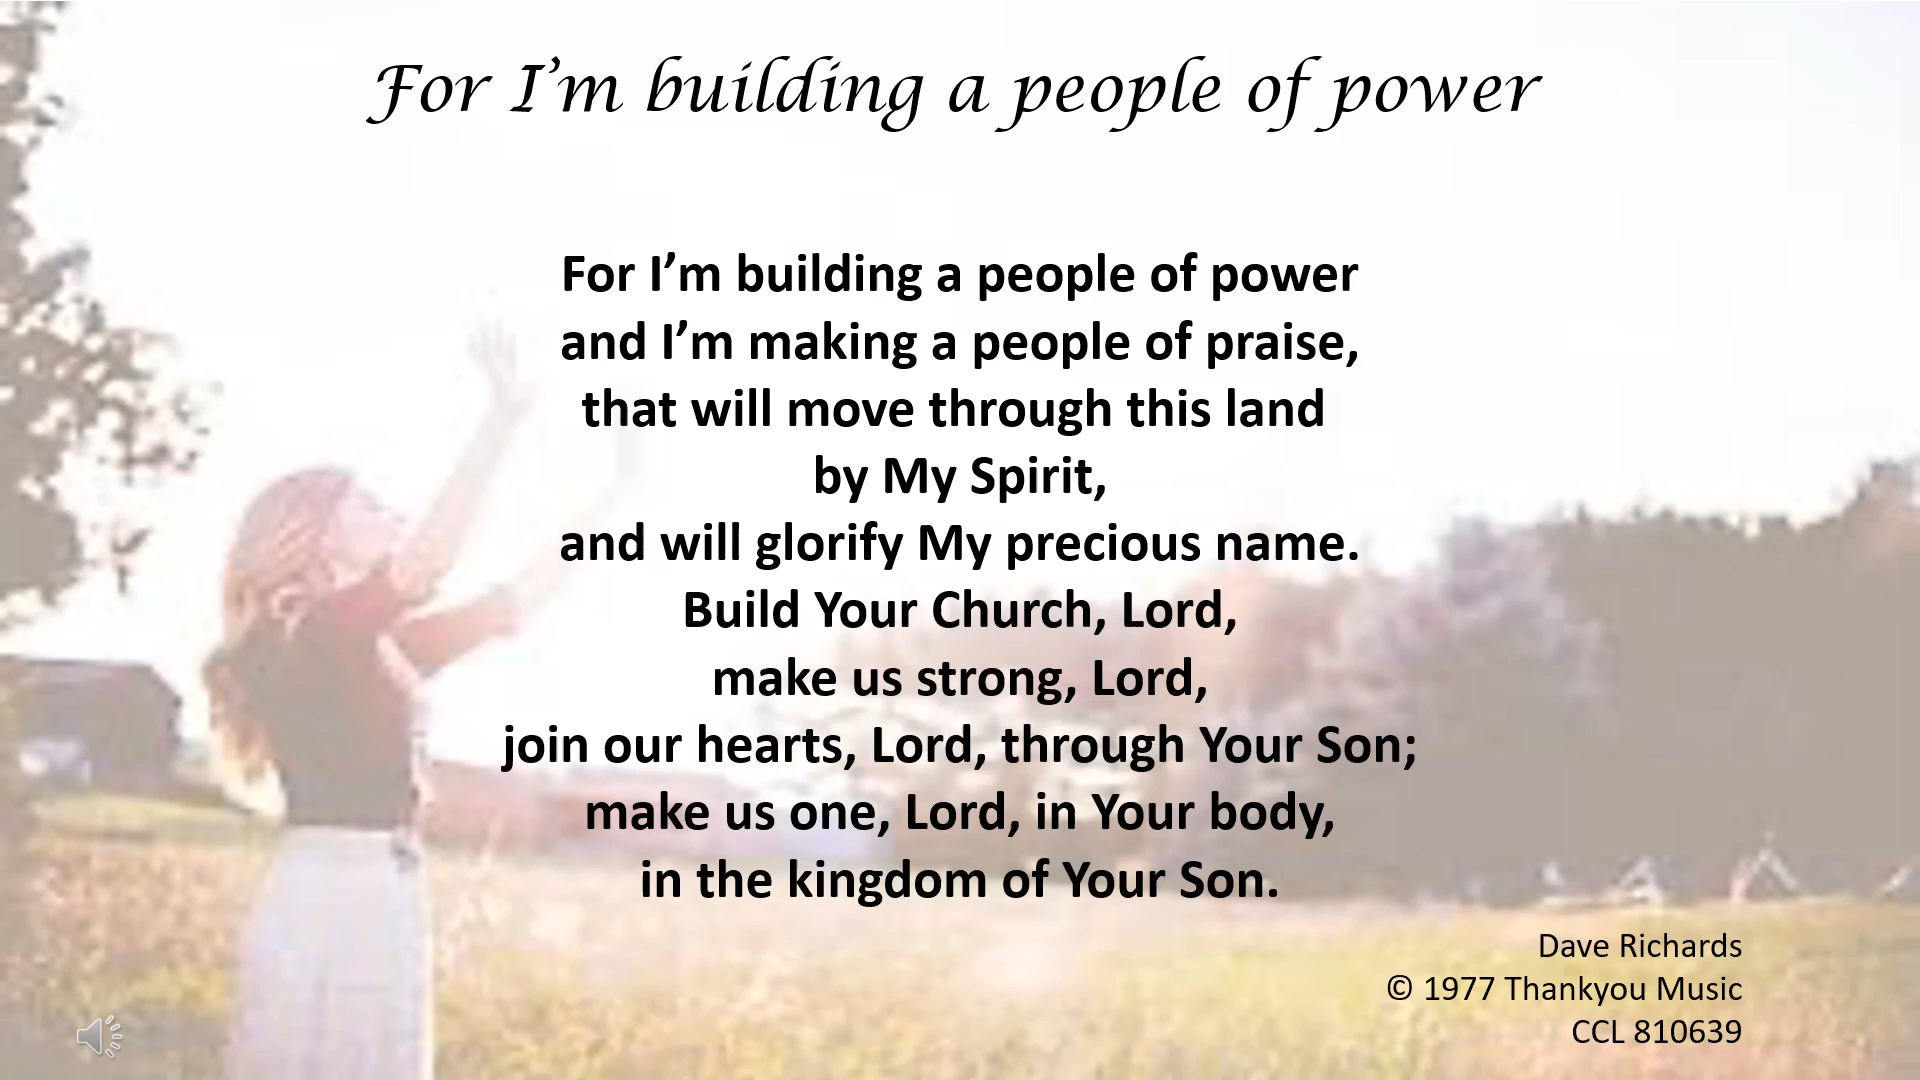 For I’m building a people of power
For I’m building a people of power
and I’m making a people of praise,
that will move through this land
by My Spirit,
and will glorify My precious name.
Build Your Church, Lord,
make us strong, Lord,
join our hearts, Lord, through Your Son;
make us one, Lord, in Your body,
in the kingdom of Your Son.
Dave Richards
© 1977 Thankyou Music
CCL 810639